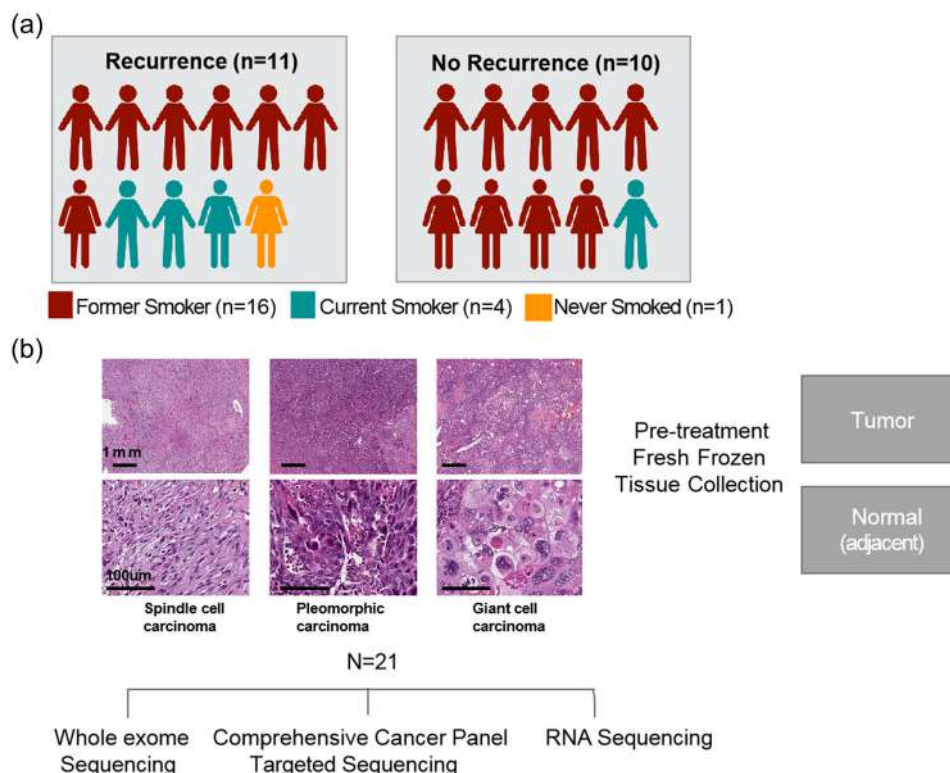 (a)
Recurrence (n=11)
No Recurrence (n=10)
Former Smoker (n=16)
Current Smoker (n=4)
Never Smoked (n=1)
(b)
1 mm
100um
Spindle cell
carcinoma
Pleomorphic
carcinoma
Giant cell
carcinoma
Pre-treatment
Fresh Frozen
Tissue Collection
Tumor
Normal
(adjacent)
N=21
Whole exome
Sequencing
Comprehensive Cancer Panel
Targeted Sequencing
RNA Sequencing